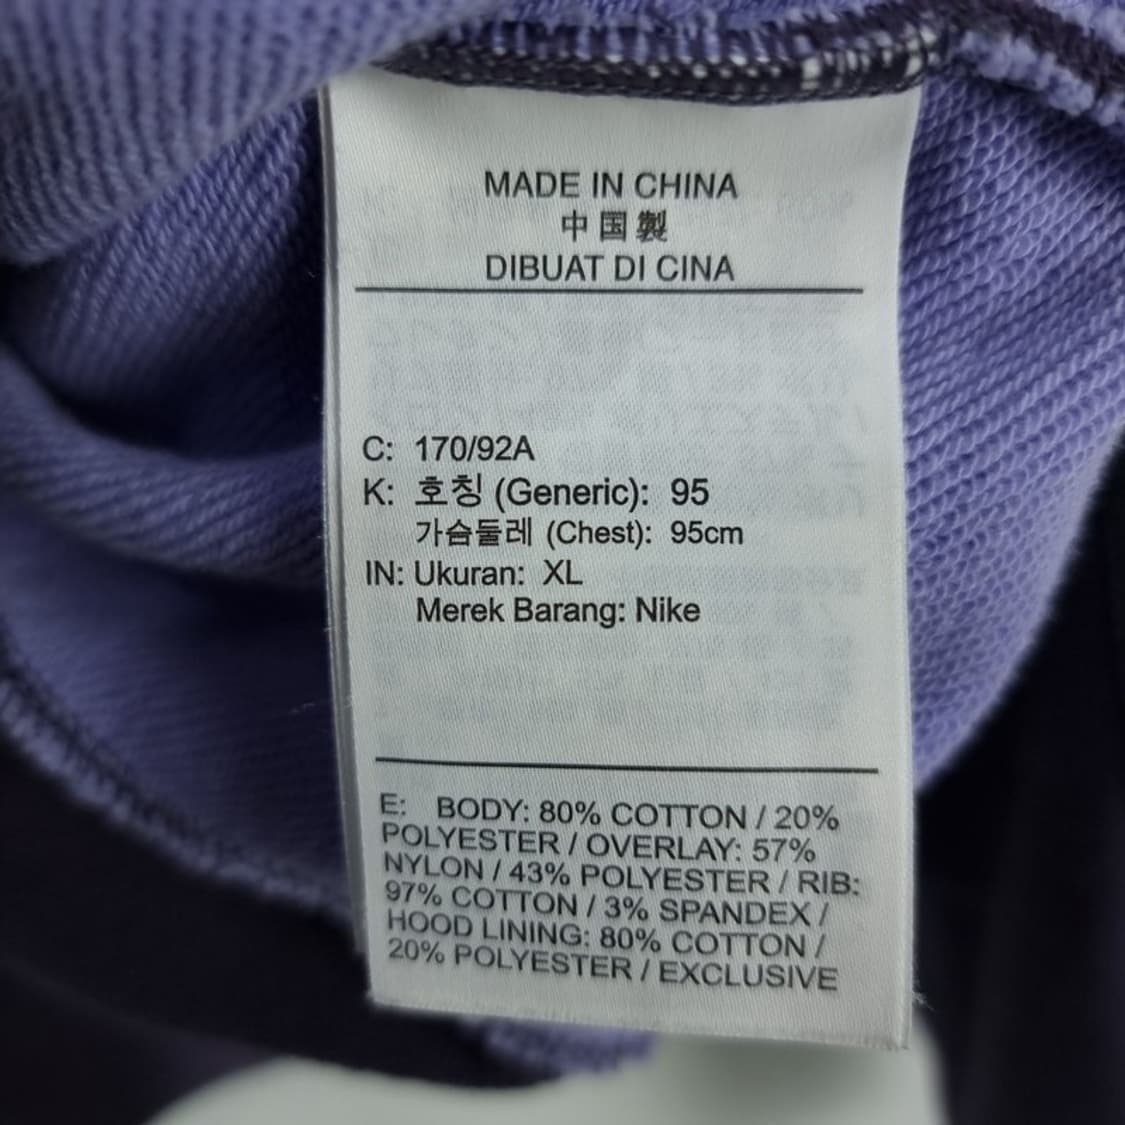 MADE IN CHINA
中国製
DIBUAT DI CINA
C: 170/92A
K: 호칭 (Generic): 95
가슴둘레 (Chest): 95cm
IN: Ukuran: XL
Merek Barang: Nike
E: BODY: 80% COTTON / 20%
POLYESTER / OVERLAY: 57%
NYLON / 43% POLYESTER / RIB:
97% COTTON / 3% SPANDEX /
HOOD LINING: 80% COTTON /
20% POLYESTER / EXCLUSIVE